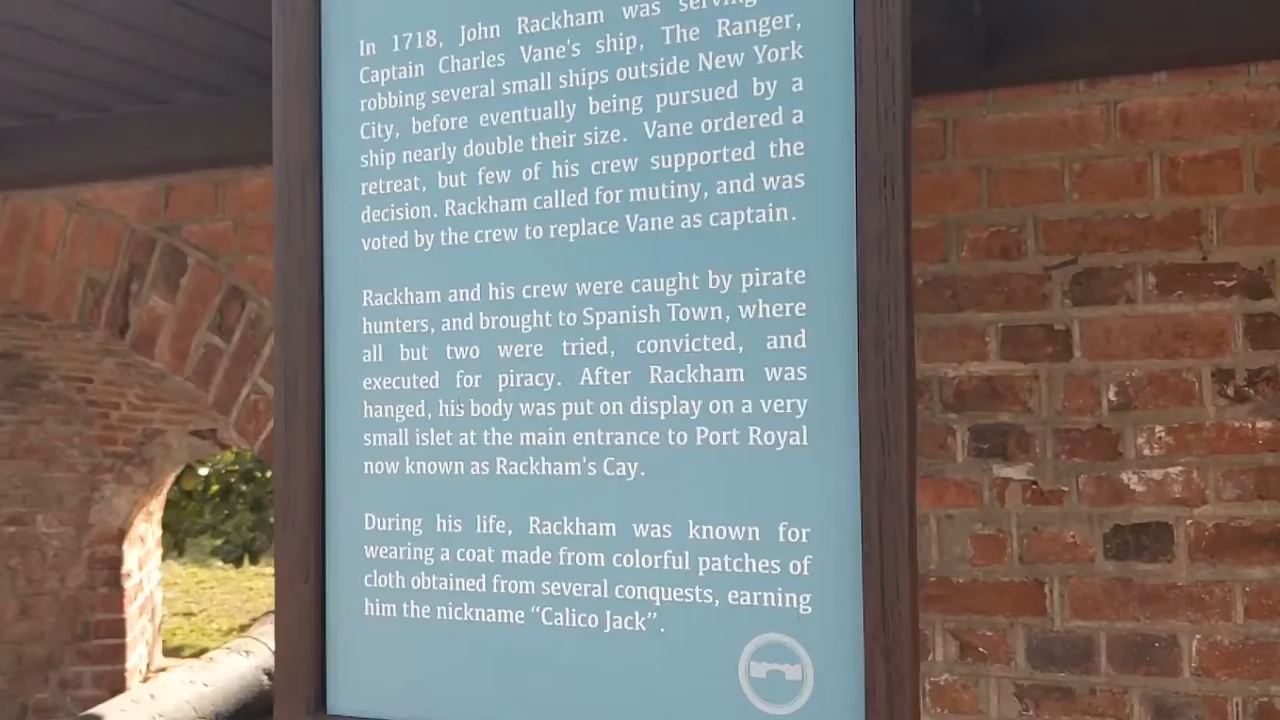 In 1718, John Rackham was serving
Captain Charles Vane's ship, The Ranger,
robbing several small ships outside New York
City, before eventually being pursued by a
ship nearly double their size. Vane ordered a
retreat, but few of his crew supported the
decision. Rackham called for mutiny, and was
voted by the crew to replace Vane as captain.
Rackham and his crew were caught by pirate
hunters, and brought to Spanish Town, where
all but two were tried, convicted, and
executed for piracy. After Rackham was
hanged, his body was put on display on a very
small islet at the main entrance to Port Royal
now known as Rackham's Cay.
During his life, Rackham was known for
wearing a coat made from colorful patches of
cloth obtained from several conquests, earning
him the nickname “Calico Jack”.